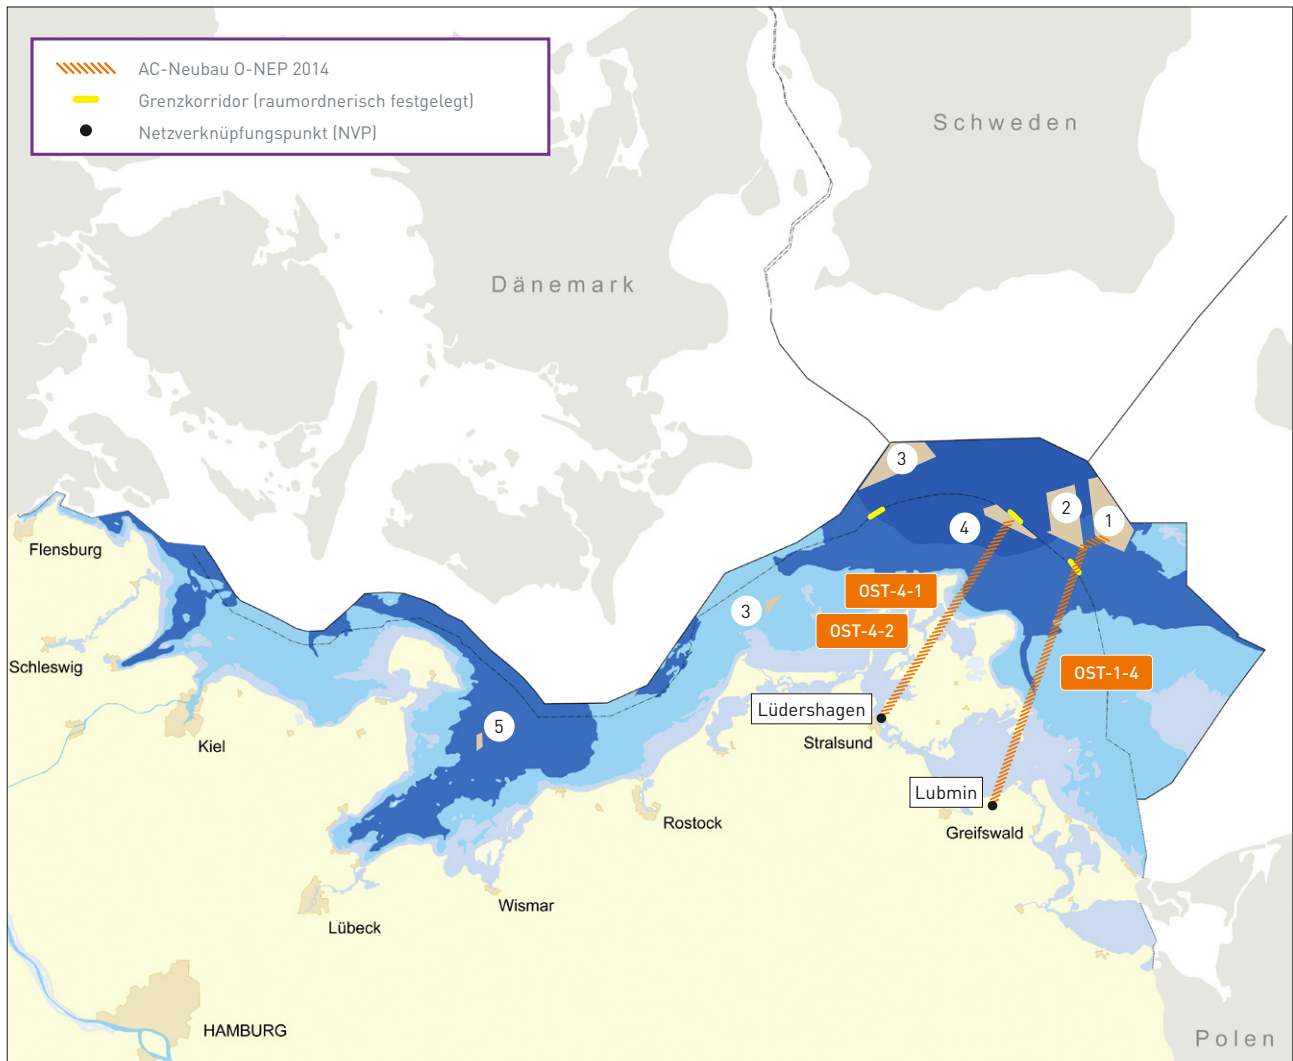 AC-Neubau O-NEP 2014
Grenzkorridor (raumordnerisch festgelegt)
Netzverknüpfungspunkt (NVP)
Schweden
Dänemark
3
2
1
4
Flensburg
OST-4-1
3
OST-4-2
Schleswig
OST-1-4
Lüdershagen
5
Kiel
Stralsund
Lubmin
Rostock
Greifswald
Wismar
Lübeck
HAMBURG
Polen